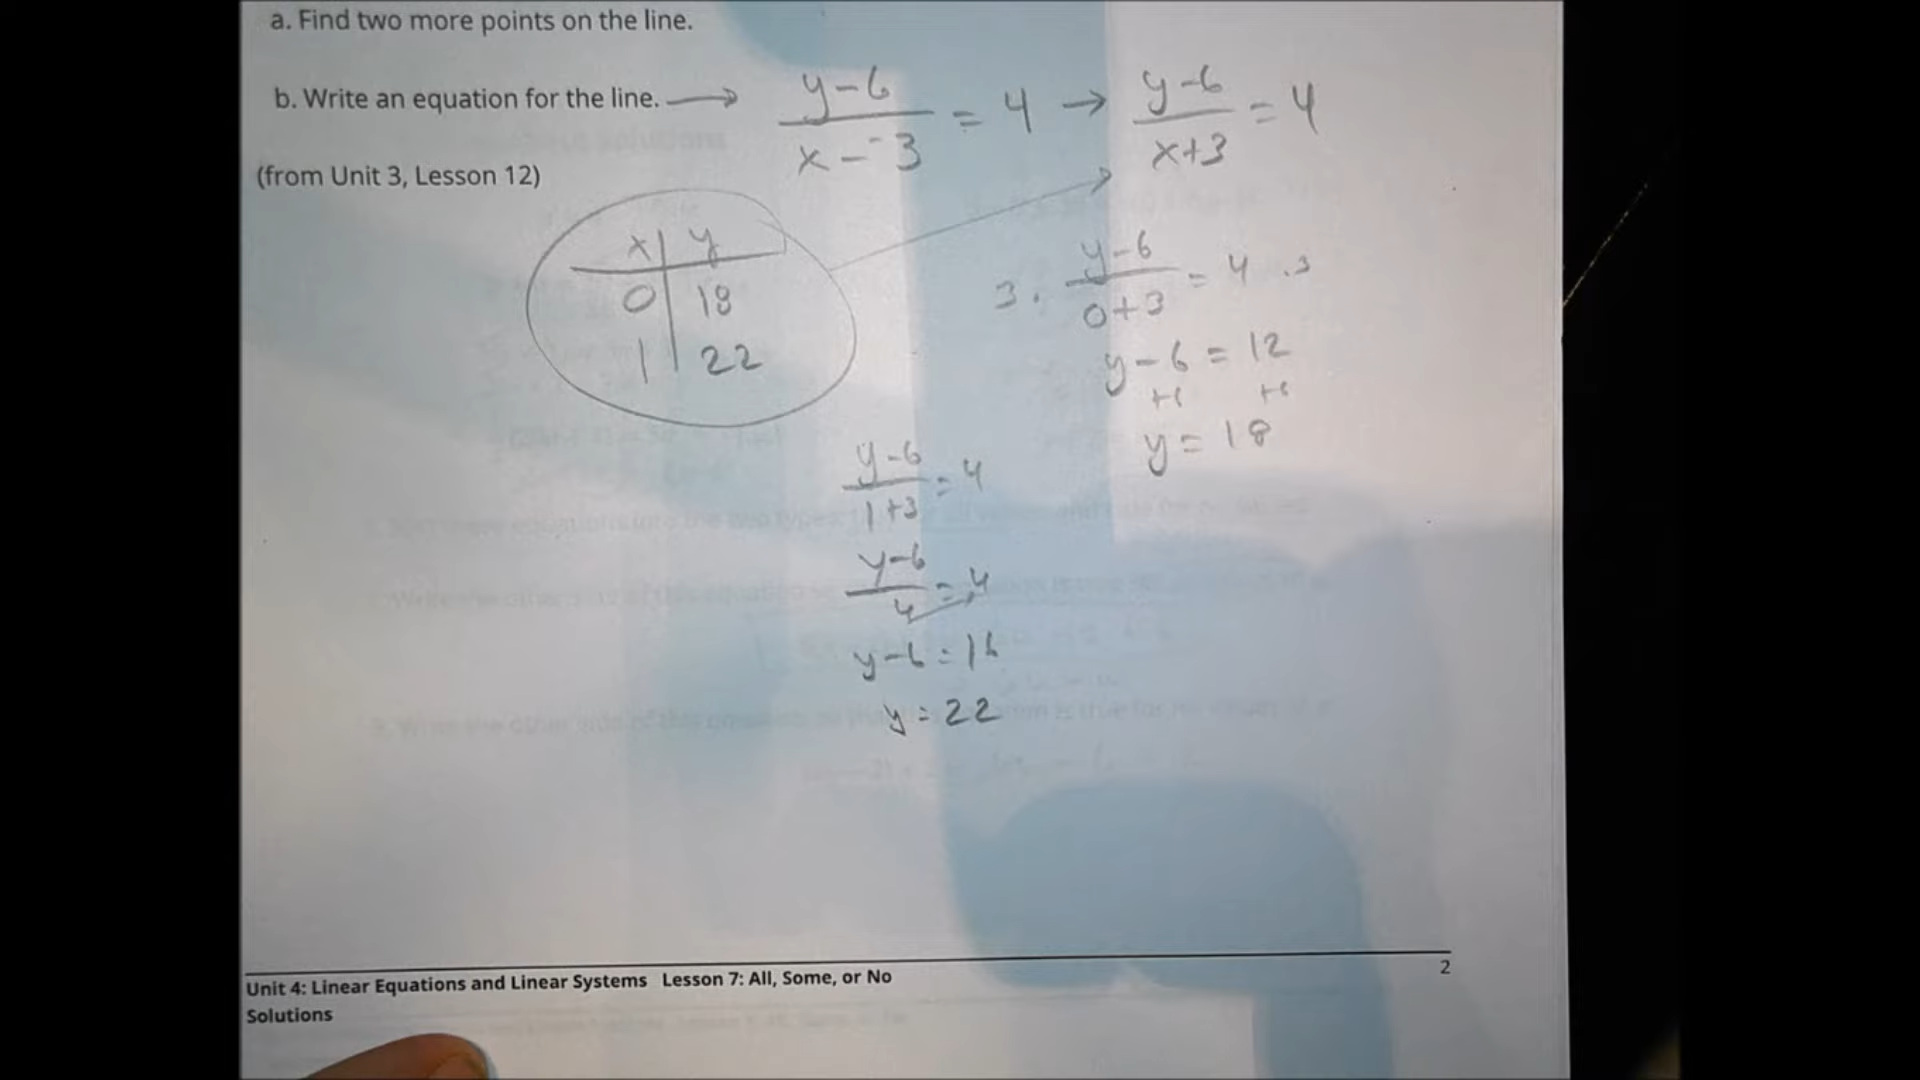 a. Find two more points on the line.
b. Write an equation for the line. → (y-6)/(x-⁻3) = 4 → (y-6)/(x+3) = 4
(from Unit 3, Lesson 12)
x | y
0 | 18
1 | 22
3 · (y-6)/(0+3) = 4 · 3
y-6 = 12
+6 +6
y = 18
(y-6)/(1+3) = 4
(y-6)/4 = 4
y-6 = 16
y = 22
Unit 4: Linear Equations and Linear Systems Lesson 7: All, Some, or No
Solutions
2